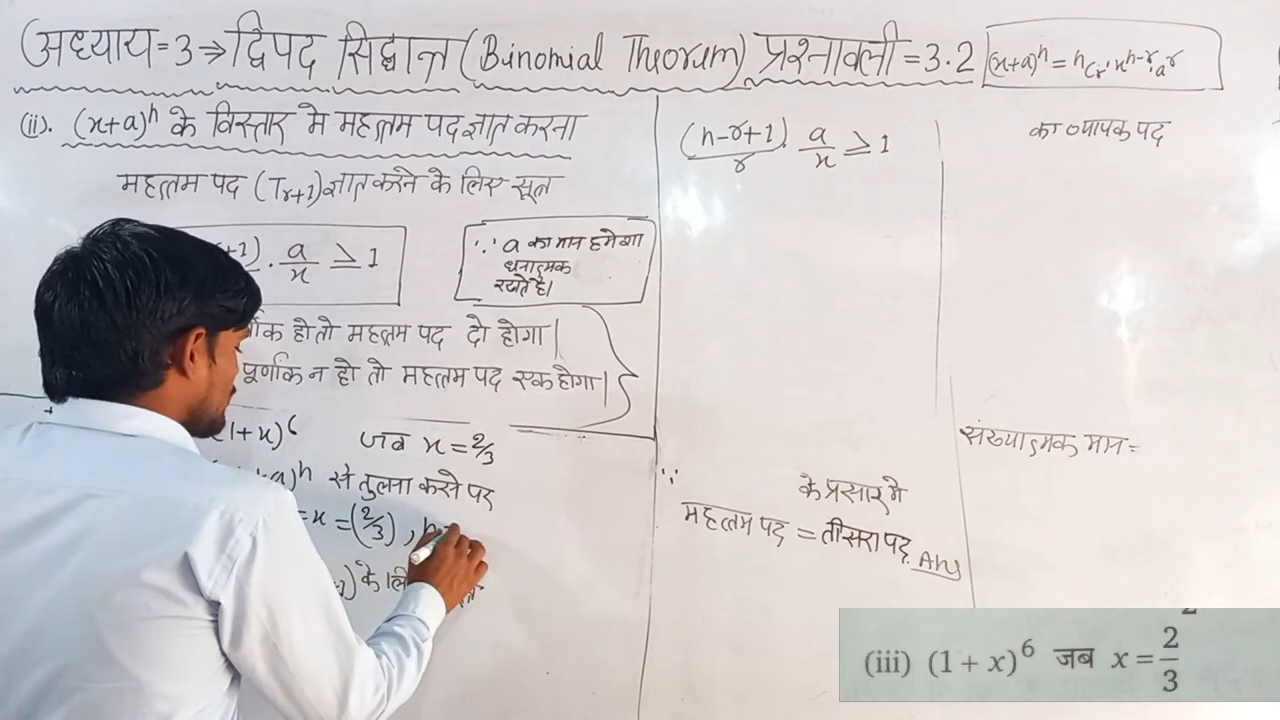 अध्याय=3⇒द्विपद सिद्धान्त (Binomial Theoram) प्रश्नावली=3.2
(x+a)ⁿ = ⁿCᵣ.xⁿ⁻ʳ.aʳ
का व्यापक पद
(ii). (x+a)ⁿ के विस्तार मे महत्तम पद ज्ञात करना
महत्तम पद (Tᵣ₊₁) ज्ञात करने के लिए सूत्र
+1). a/x ≥ 1
∵ a का मान हमेशा
धनात्मक
रखते है।
हो तो महत्तम पद दो होगा।
पूर्णांक न हो तो महत्तम पद एक होगा।
(1+x)⁶ जब x = 2/3
+a)ⁿ से तुलना करने पर
= x = (2/3), n
के
(n-r+1)/r . a/x ≥ 1
∵
के प्रसार मे
महत्तम पद = तीसरा पद. Ans
संख्यात्मक मान =
(iii) (1 + x)⁶ जब x = 2/3